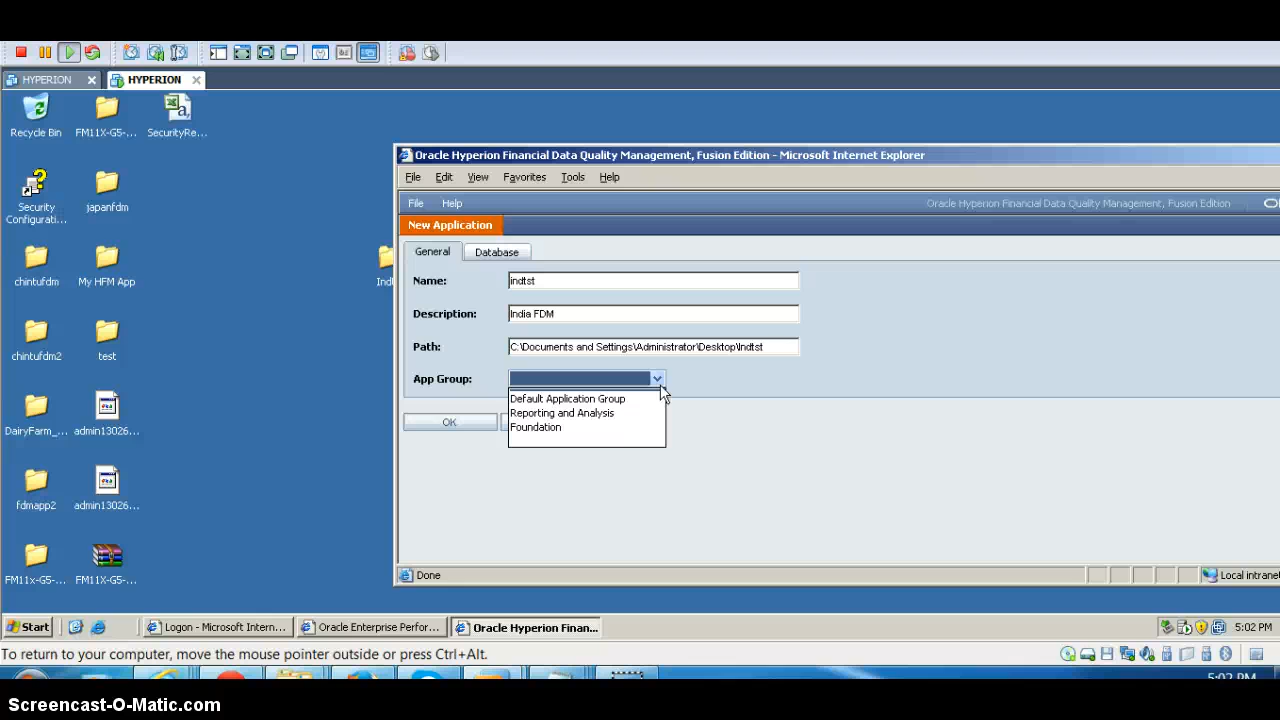 HYPERION
HYPERION
Recycle Bin
FM11X-G5-...
SecurityRe...
Security
Configurati...
japanfdm
chintufdm
My HFM App
chintufdm2
test
DairyFarm_...
admin13026...
fdmapp2
admin13026...
FM11x-G5-...
FM11X-G5-...
Oracle Hyperion Financial Data Quality Management, Fusion Edition - Microsoft Internet Explorer
File Edit View Favorites Tools Help
File Help
Oracle Hyperion Financial Data Quality Management, Fusion Edition
New Application
General Database
Name: indtst
Description: India FDM
Path: C:\Documents and Settings\Administrator\Desktop\Indtst
App Group:
Default Application Group
Reporting and Analysis
Foundation
OK
Done
Local intranet
Start
Logon - Microsoft Intern...
Oracle Enterprise Perfor...
Oracle Hyperion Finan...
5:02 PM
To return to your computer, move the mouse pointer outside or press Ctrl+Alt.
5:02 PM
Screencast-O-Matic.com